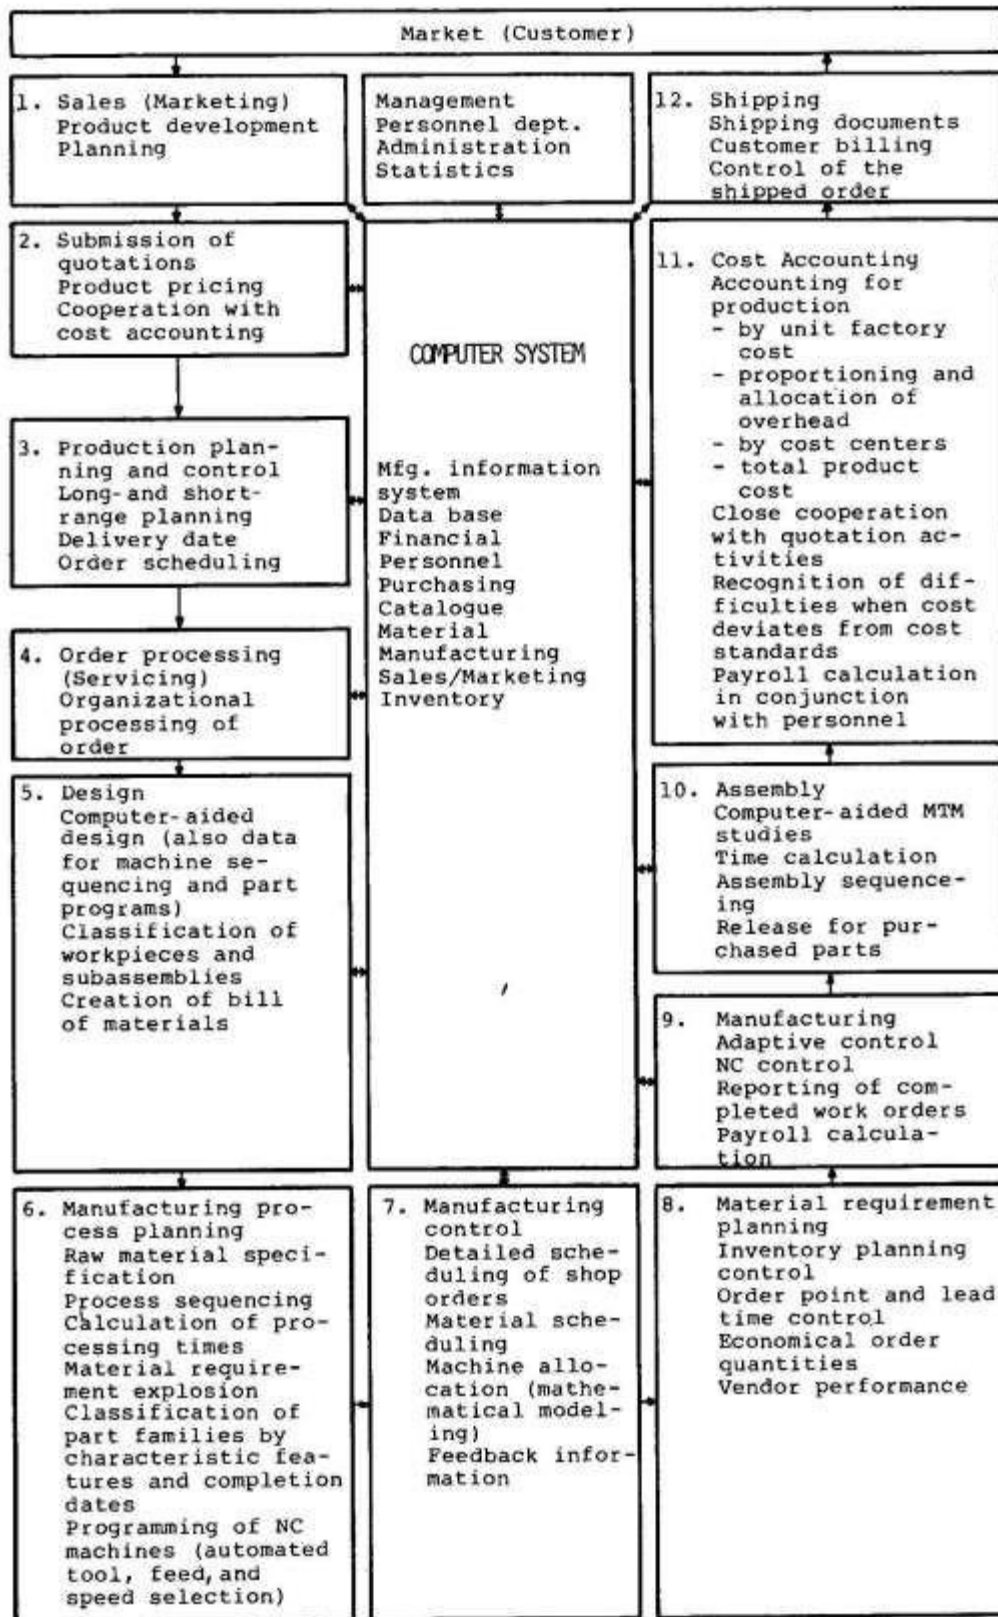 Market (Customer)
1. Sales (Marketing)
Product development
Planning
Management
Personnel dept.
Administration
Statistics
12. Shipping
Shipping documents
Customer billing
Control of the
shipped order
2. Submission of
quotations
Product pricing
Cooperation with
cost accounting
3. Production plan-
ning and control
Long-and short-
range planning
Delivery date
Order scheduling
4. Order processing
(Servicing)
Organizational
processing of
order
5. Design
Computer-aided
design (also data
for machine se-
quencing and part
programs)
Classification of
workpieces and
subassemblies
Creation of bill
of materials
COMPUTER SYSTEM
Mfg. information
system
Data base
Financial
Personnel
Purchasing
Catalogue
Material
Manufacturing
Sales/Marketing
Inventory
11. Cost Accounting
Accounting for
production
- by unit factory
cost
- proportioning and
allocation of
overhead
- by cost centers
- total product
cost
Close cooperation
with quotation ac-
tivities
Recognition of dif-
ficulties when cost
deviates from cost
standards
Payroll calculation
in conjunction
with personnel
10. Assembly
Computer-aided MTM
studies
Time calculation
Assembly sequence-
ing
Release for pur-
chased parts
9. Manufacturing
Adaptive control
NC control
Reporting of com-
pleted work orders
Payroll calcula-
tion
6. Manufacturing pro-
cess planning
Raw material speci-
fication
Process sequencing
Calculation of pro-
cessing times
Material require-
ment explosion
Classification of
part families by
characteristic fea-
tures and completion
dates
Programming of NC
machines (automated
tool, feed, and
speed selection)
7. Manufacturing
control
Detailed sche-
duling of shop
orders
Material sche-
duling
Machine allo-
cation (mathe-
matical model-
ing)
Feedback infor-
mation
8. Material requirement
planning
Inventory planning
control
Order point and lead
time control
Economical order
quantities
Vendor performance